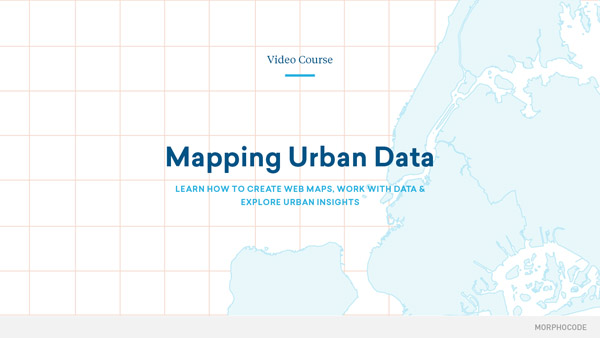 Video Course
Mapping Urban Data
LEARN HOW TO CREATE WEB MAPS, WORK WITH DATA &
EXPLORE URBAN INSIGHTS
MORPHOCODE